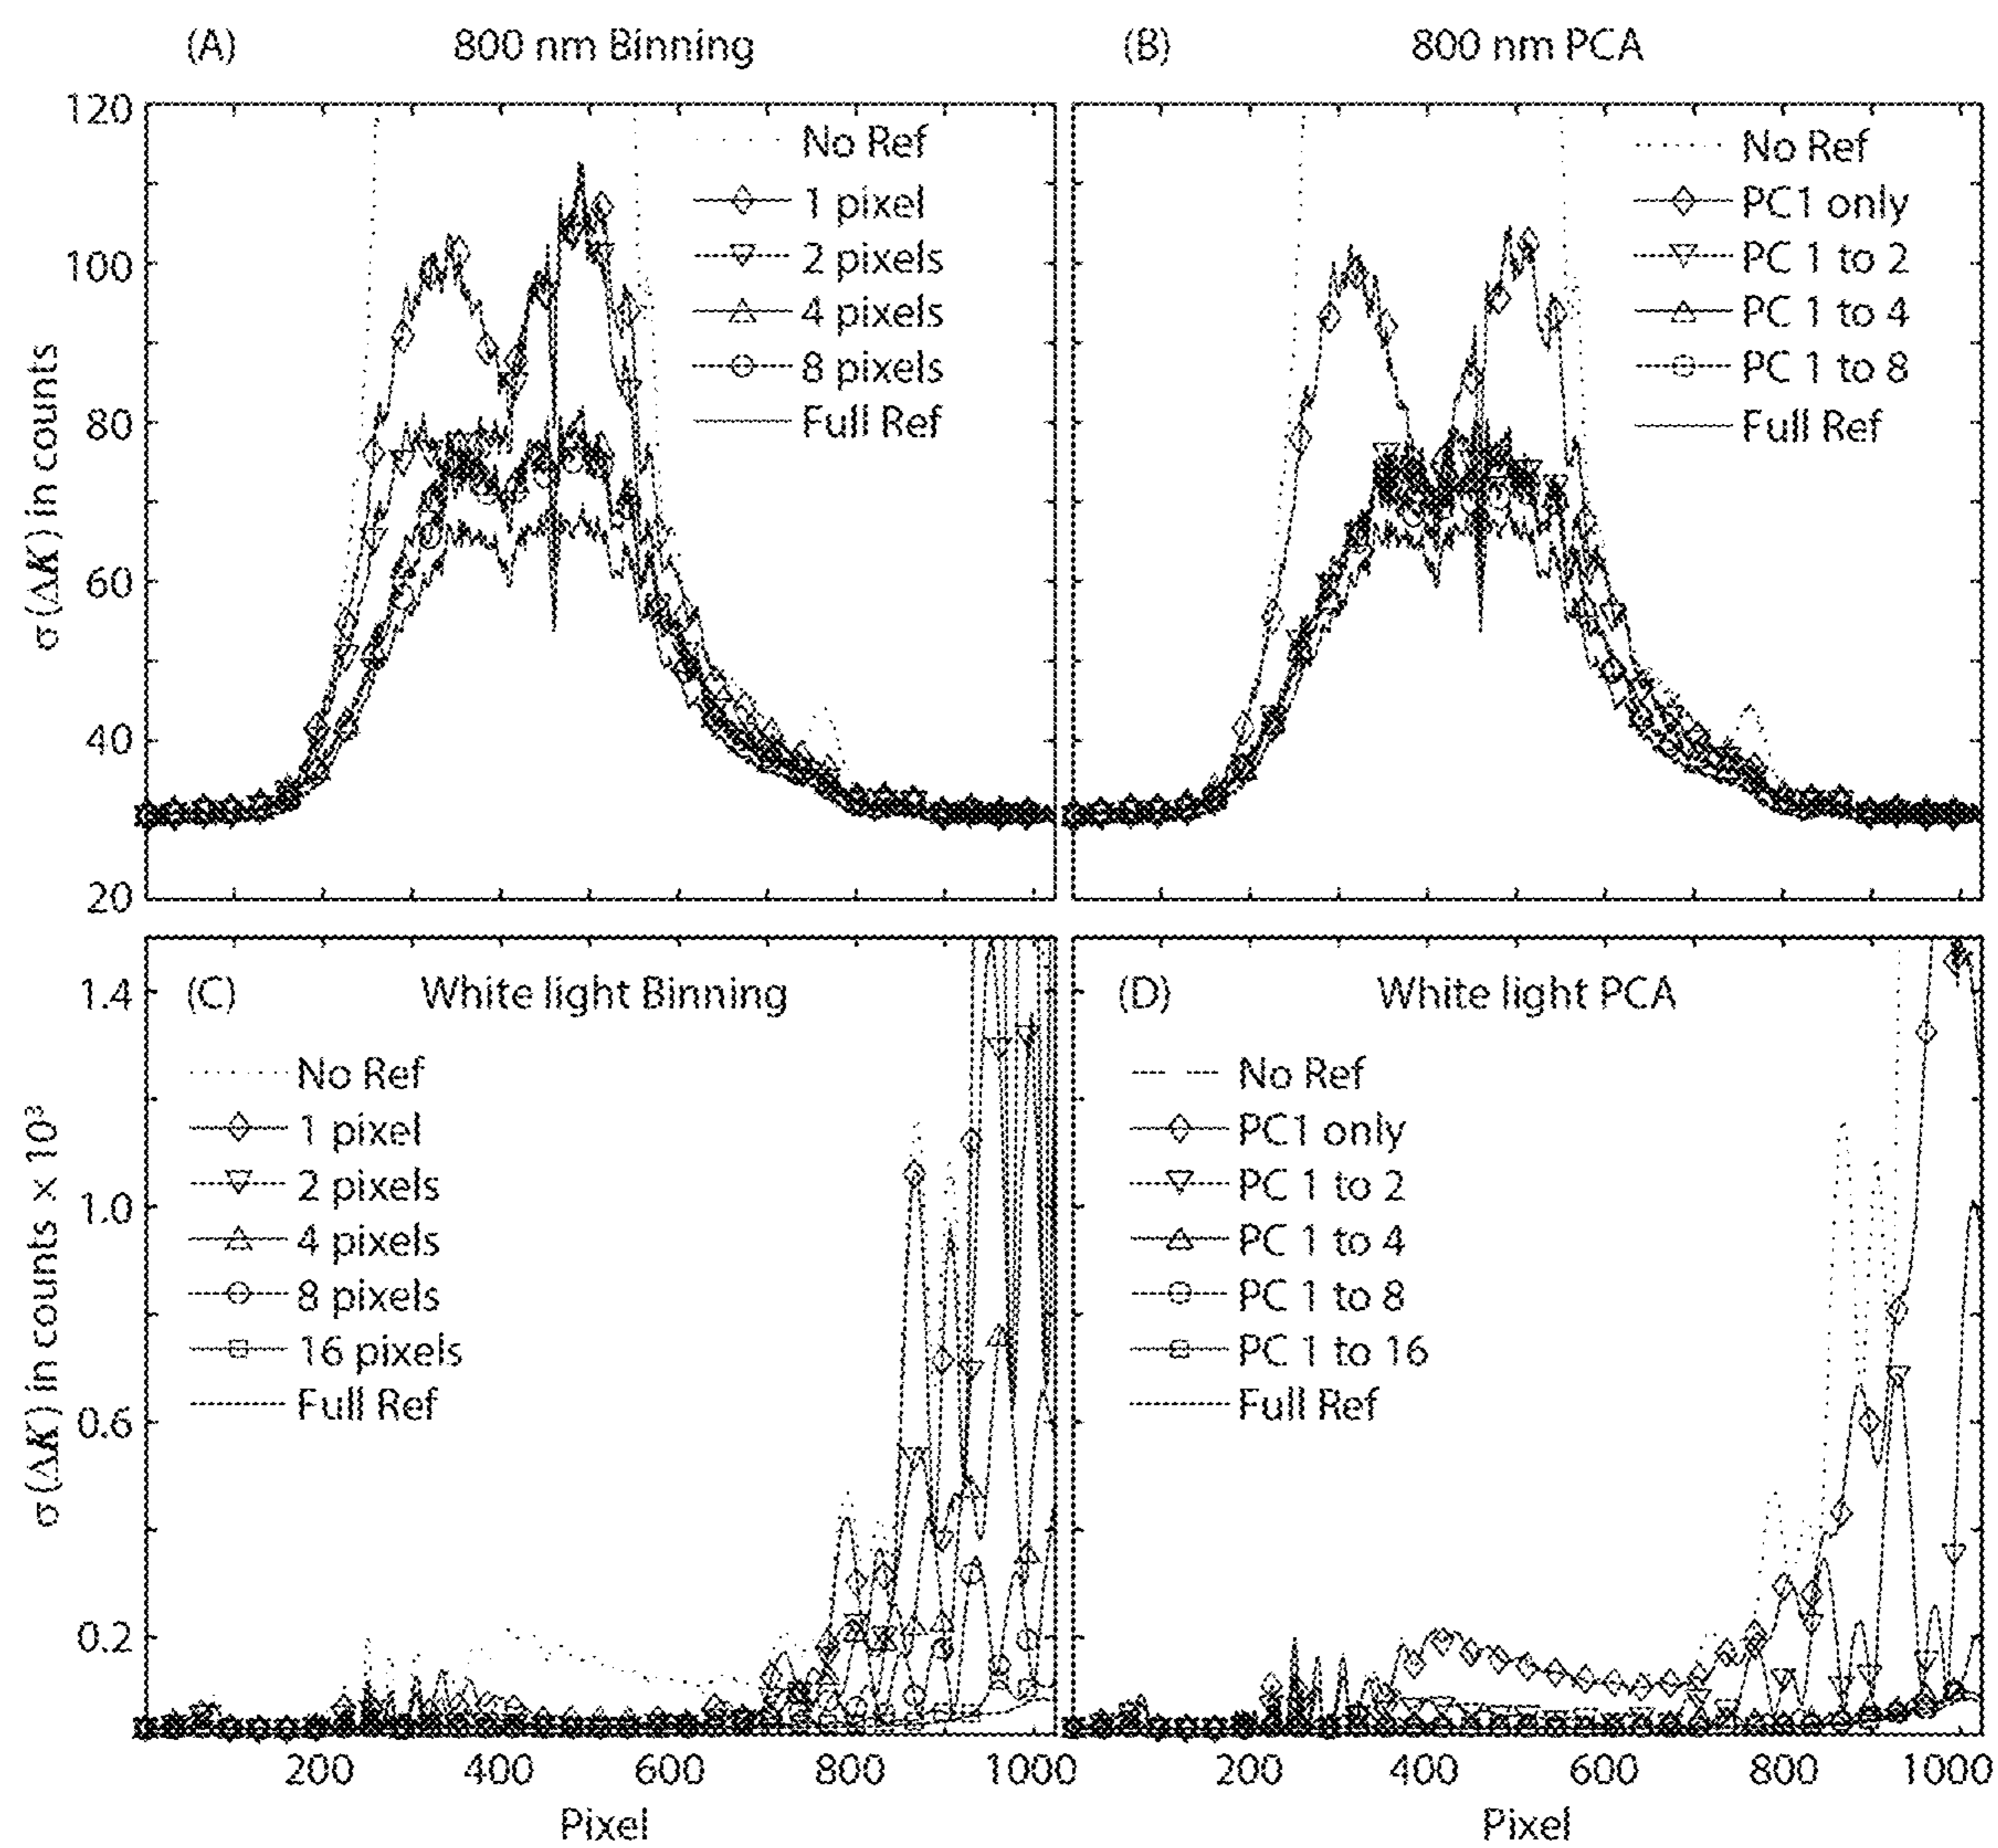 (A) 800 nm Binning
(B) 800 nm PCA
σ(ΔK) in counts
120
100
80
60
40
20
No Ref
1 pixel
2 pixels
4 pixels
8 pixels
Full Ref
No Ref
PC1 only
PC 1 to 2
PC 1 to 4
PC 1 to 8
Full Ref
σ(ΔK) in counts × 10³
1.4
1.0
0.6
0.2
(C) White light Binning
No Ref
1 pixel
2 pixels
4 pixels
8 pixels
16 pixels
Full Ref
(D) White light PCA
No Ref
PC1 only
PC 1 to 2
PC 1 to 4
PC 1 to 8
PC 1 to 16
Full Ref
200 400 600 800 1000
200 400 600 800 1000
Pixel
Pixel